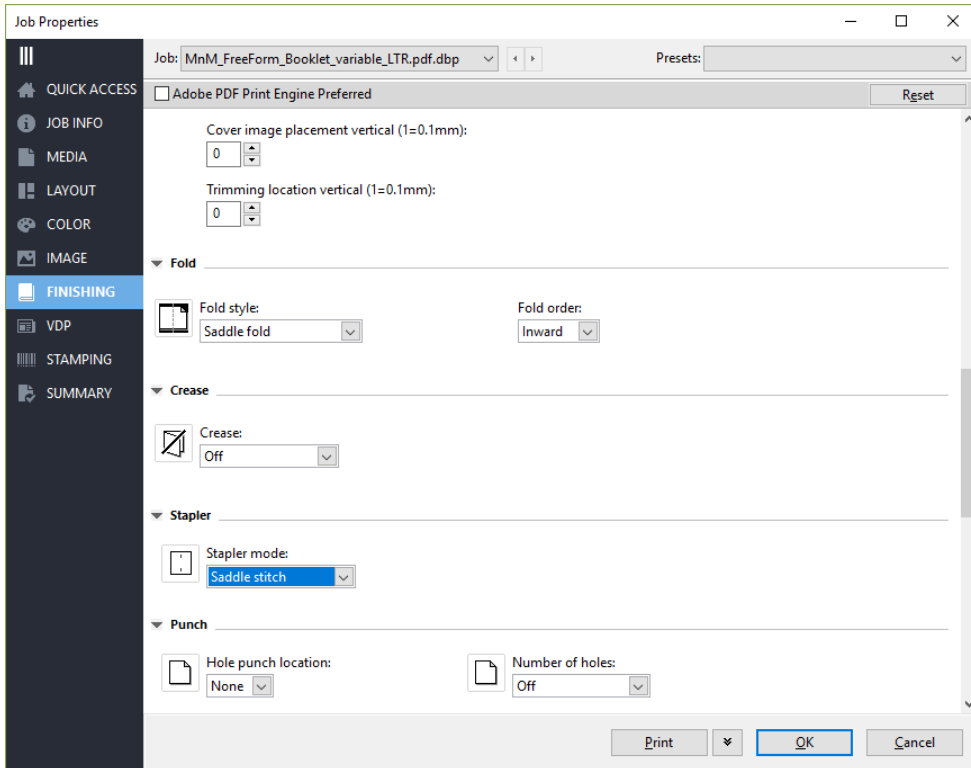 Job Properties
Job: MnM_FreeForm_Booklet_variable_LTR.pdf.dbp
Presets:
QUICK ACCESS
JOB INFO
MEDIA
LAYOUT
COLOR
IMAGE
FINISHING
VDP
STAMPING
SUMMARY
Adobe PDF Print Engine Preferred
Reset
Cover image placement vertical (1=0.1mm):
0
Trimming location vertical (1=0.1mm):
0
Fold
Fold style:
Saddle fold
Fold order:
Inward
Crease
Crease:
Off
Stapler
Stapler mode:
Saddle stitch
Punch
Hole punch location:
None
Number of holes:
Off
Print
OK
Cancel